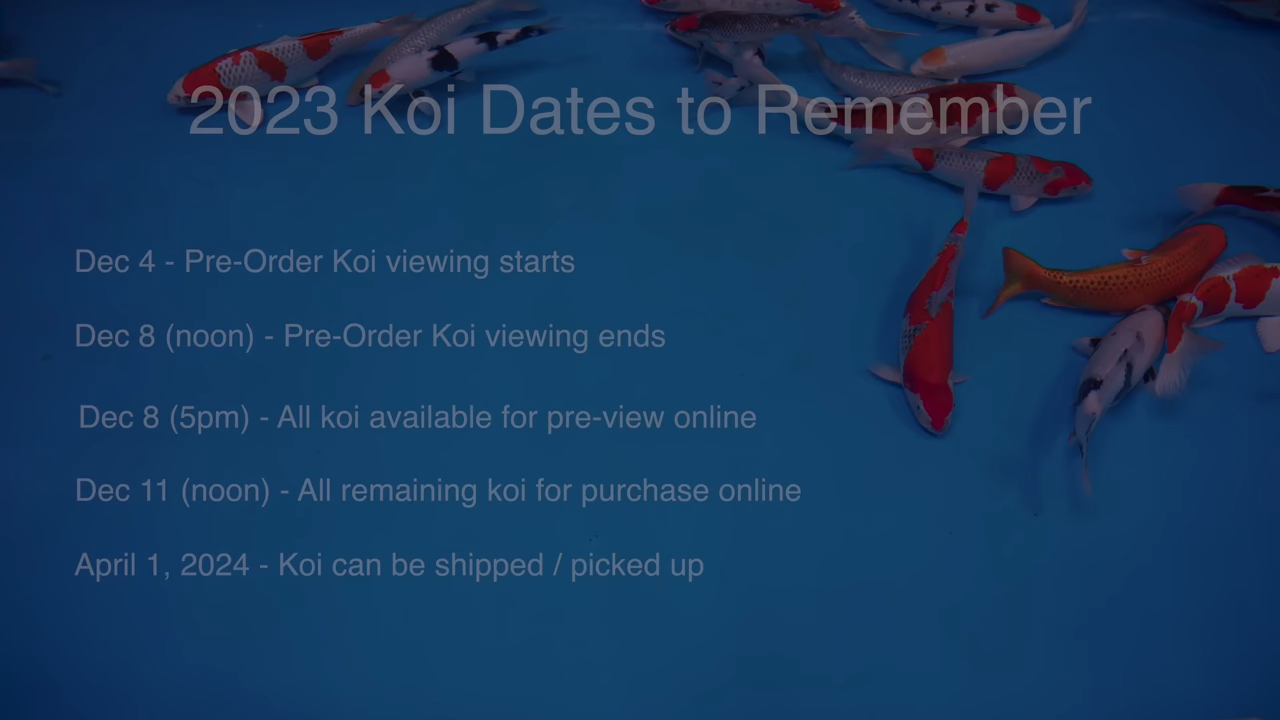 2023 Koi Dates to Remember
Dec 4 - Pre-Order Koi viewing starts
Dec 8 (noon) - Pre-Order Koi viewing ends
Dec 8 (5pm) - All koi available for pre-view online
Dec 11 (noon) - All remaining koi for purchase online
April 1, 2024 - Koi can be shipped / picked up